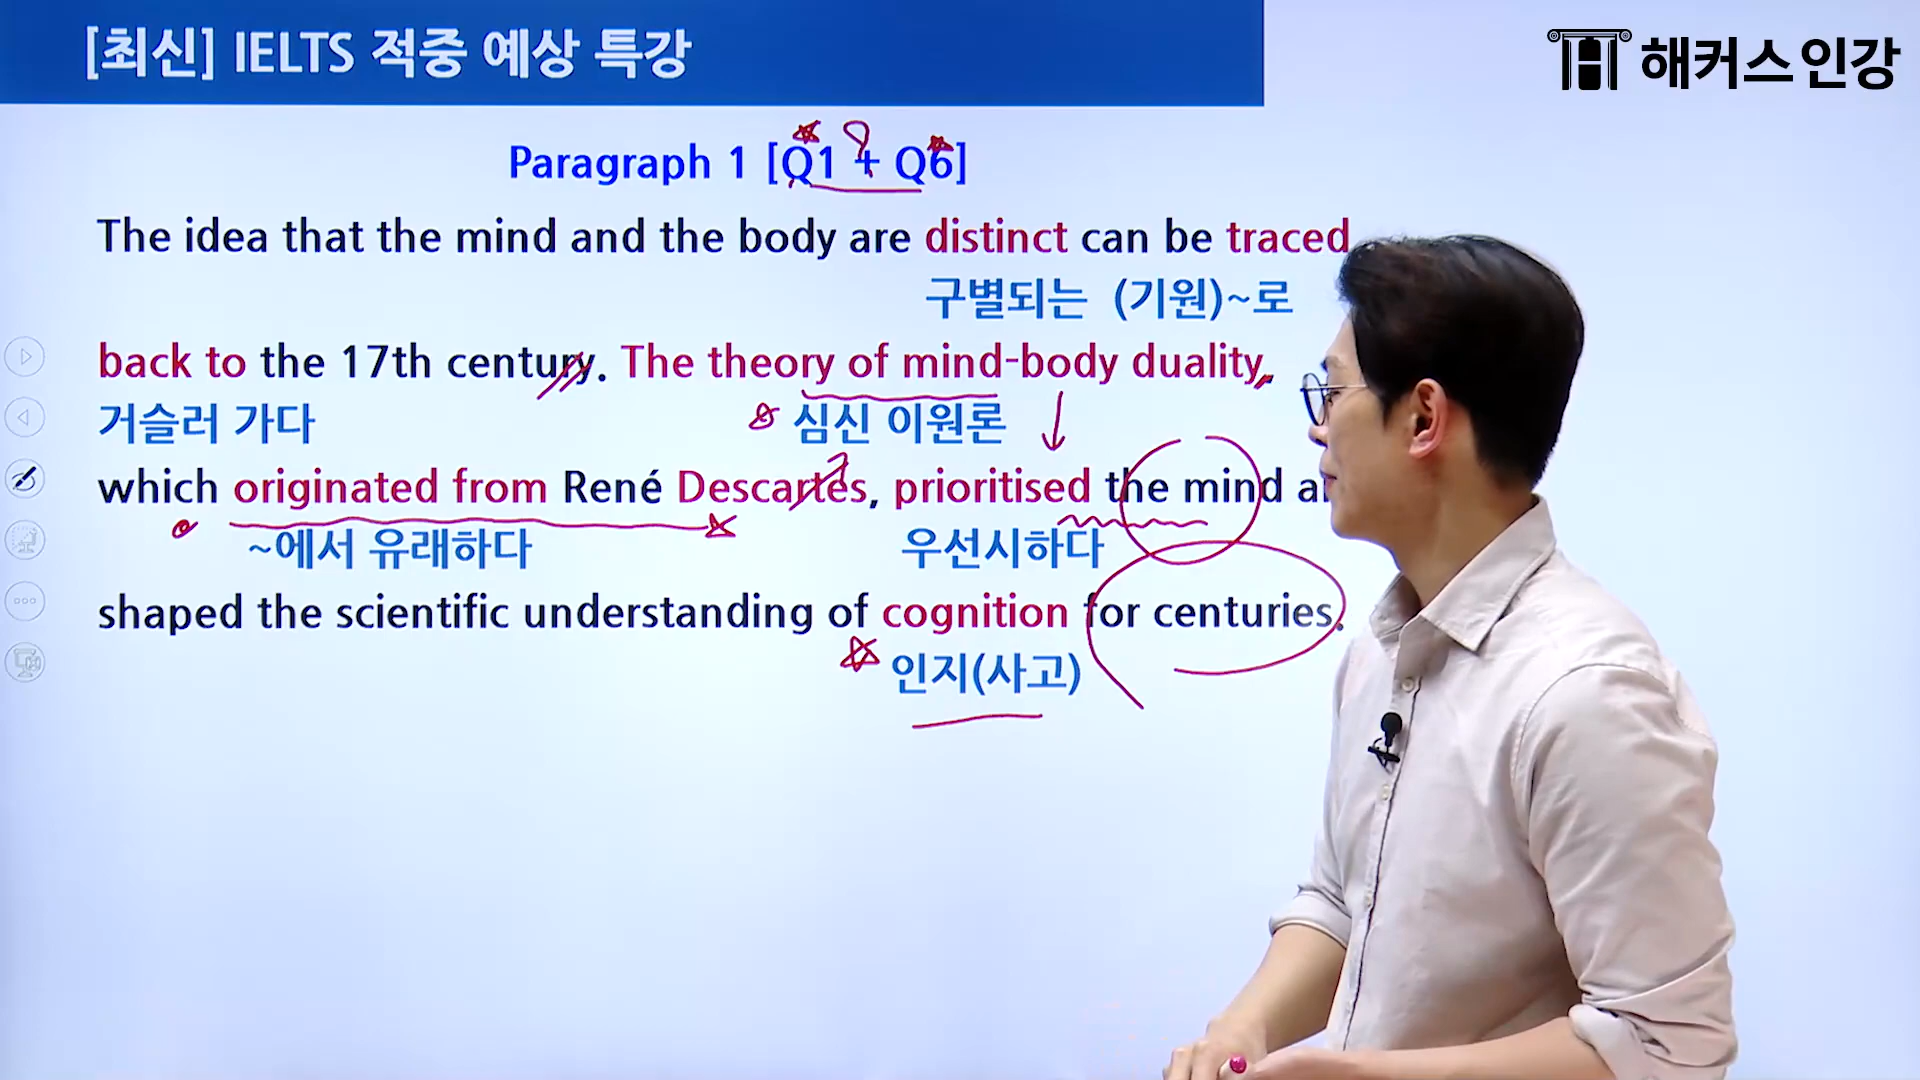 [최신] IELTS 적중 예상 특강
해커스인강
Paragraph 1 [Q1 + Q6]
The idea that the mind and the body are distinct can be traced
구별되는 (기원)~로
back to the 17th century. The theory of mind-body duality,
거슬러 가다
심신 이원론
which originated from René Descartes, prioritised the mind a
~에서 유래하다
우선시하다
shaped the scientific understanding of cognition for centuries.
인지(사고)